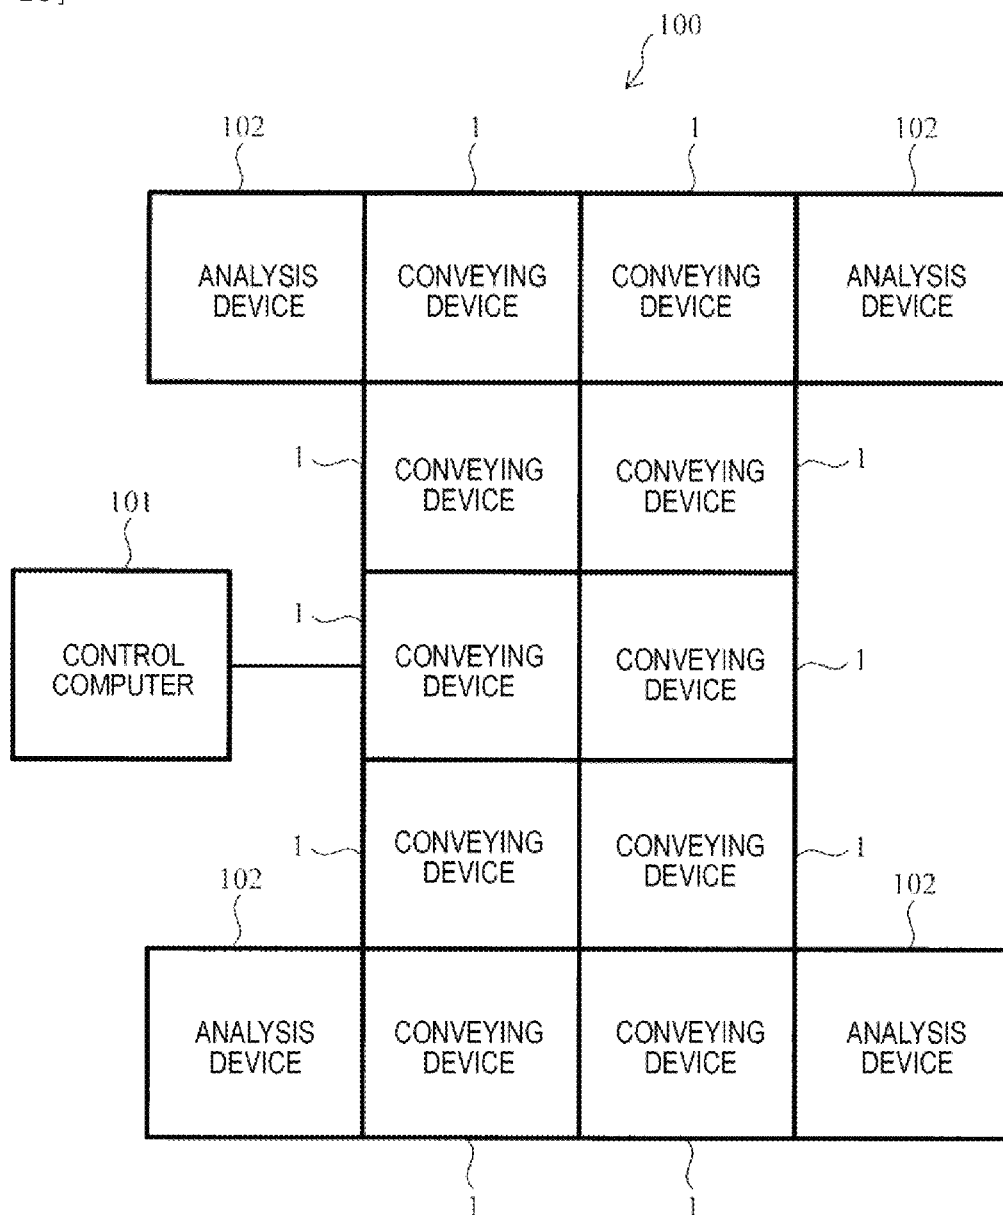 100
102 1 1 102
ANALYSIS DEVICE CONVEYING DEVICE CONVEYING DEVICE ANALYSIS DEVICE
1 CONVEYING DEVICE CONVEYING DEVICE 1
101
CONTROL COMPUTER 1 CONVEYING DEVICE CONVEYING DEVICE 1
1 CONVEYING DEVICE CONVEYING DEVICE 1
102 102
ANALYSIS DEVICE CONVEYING DEVICE CONVEYING DEVICE ANALYSIS DEVICE
1 1